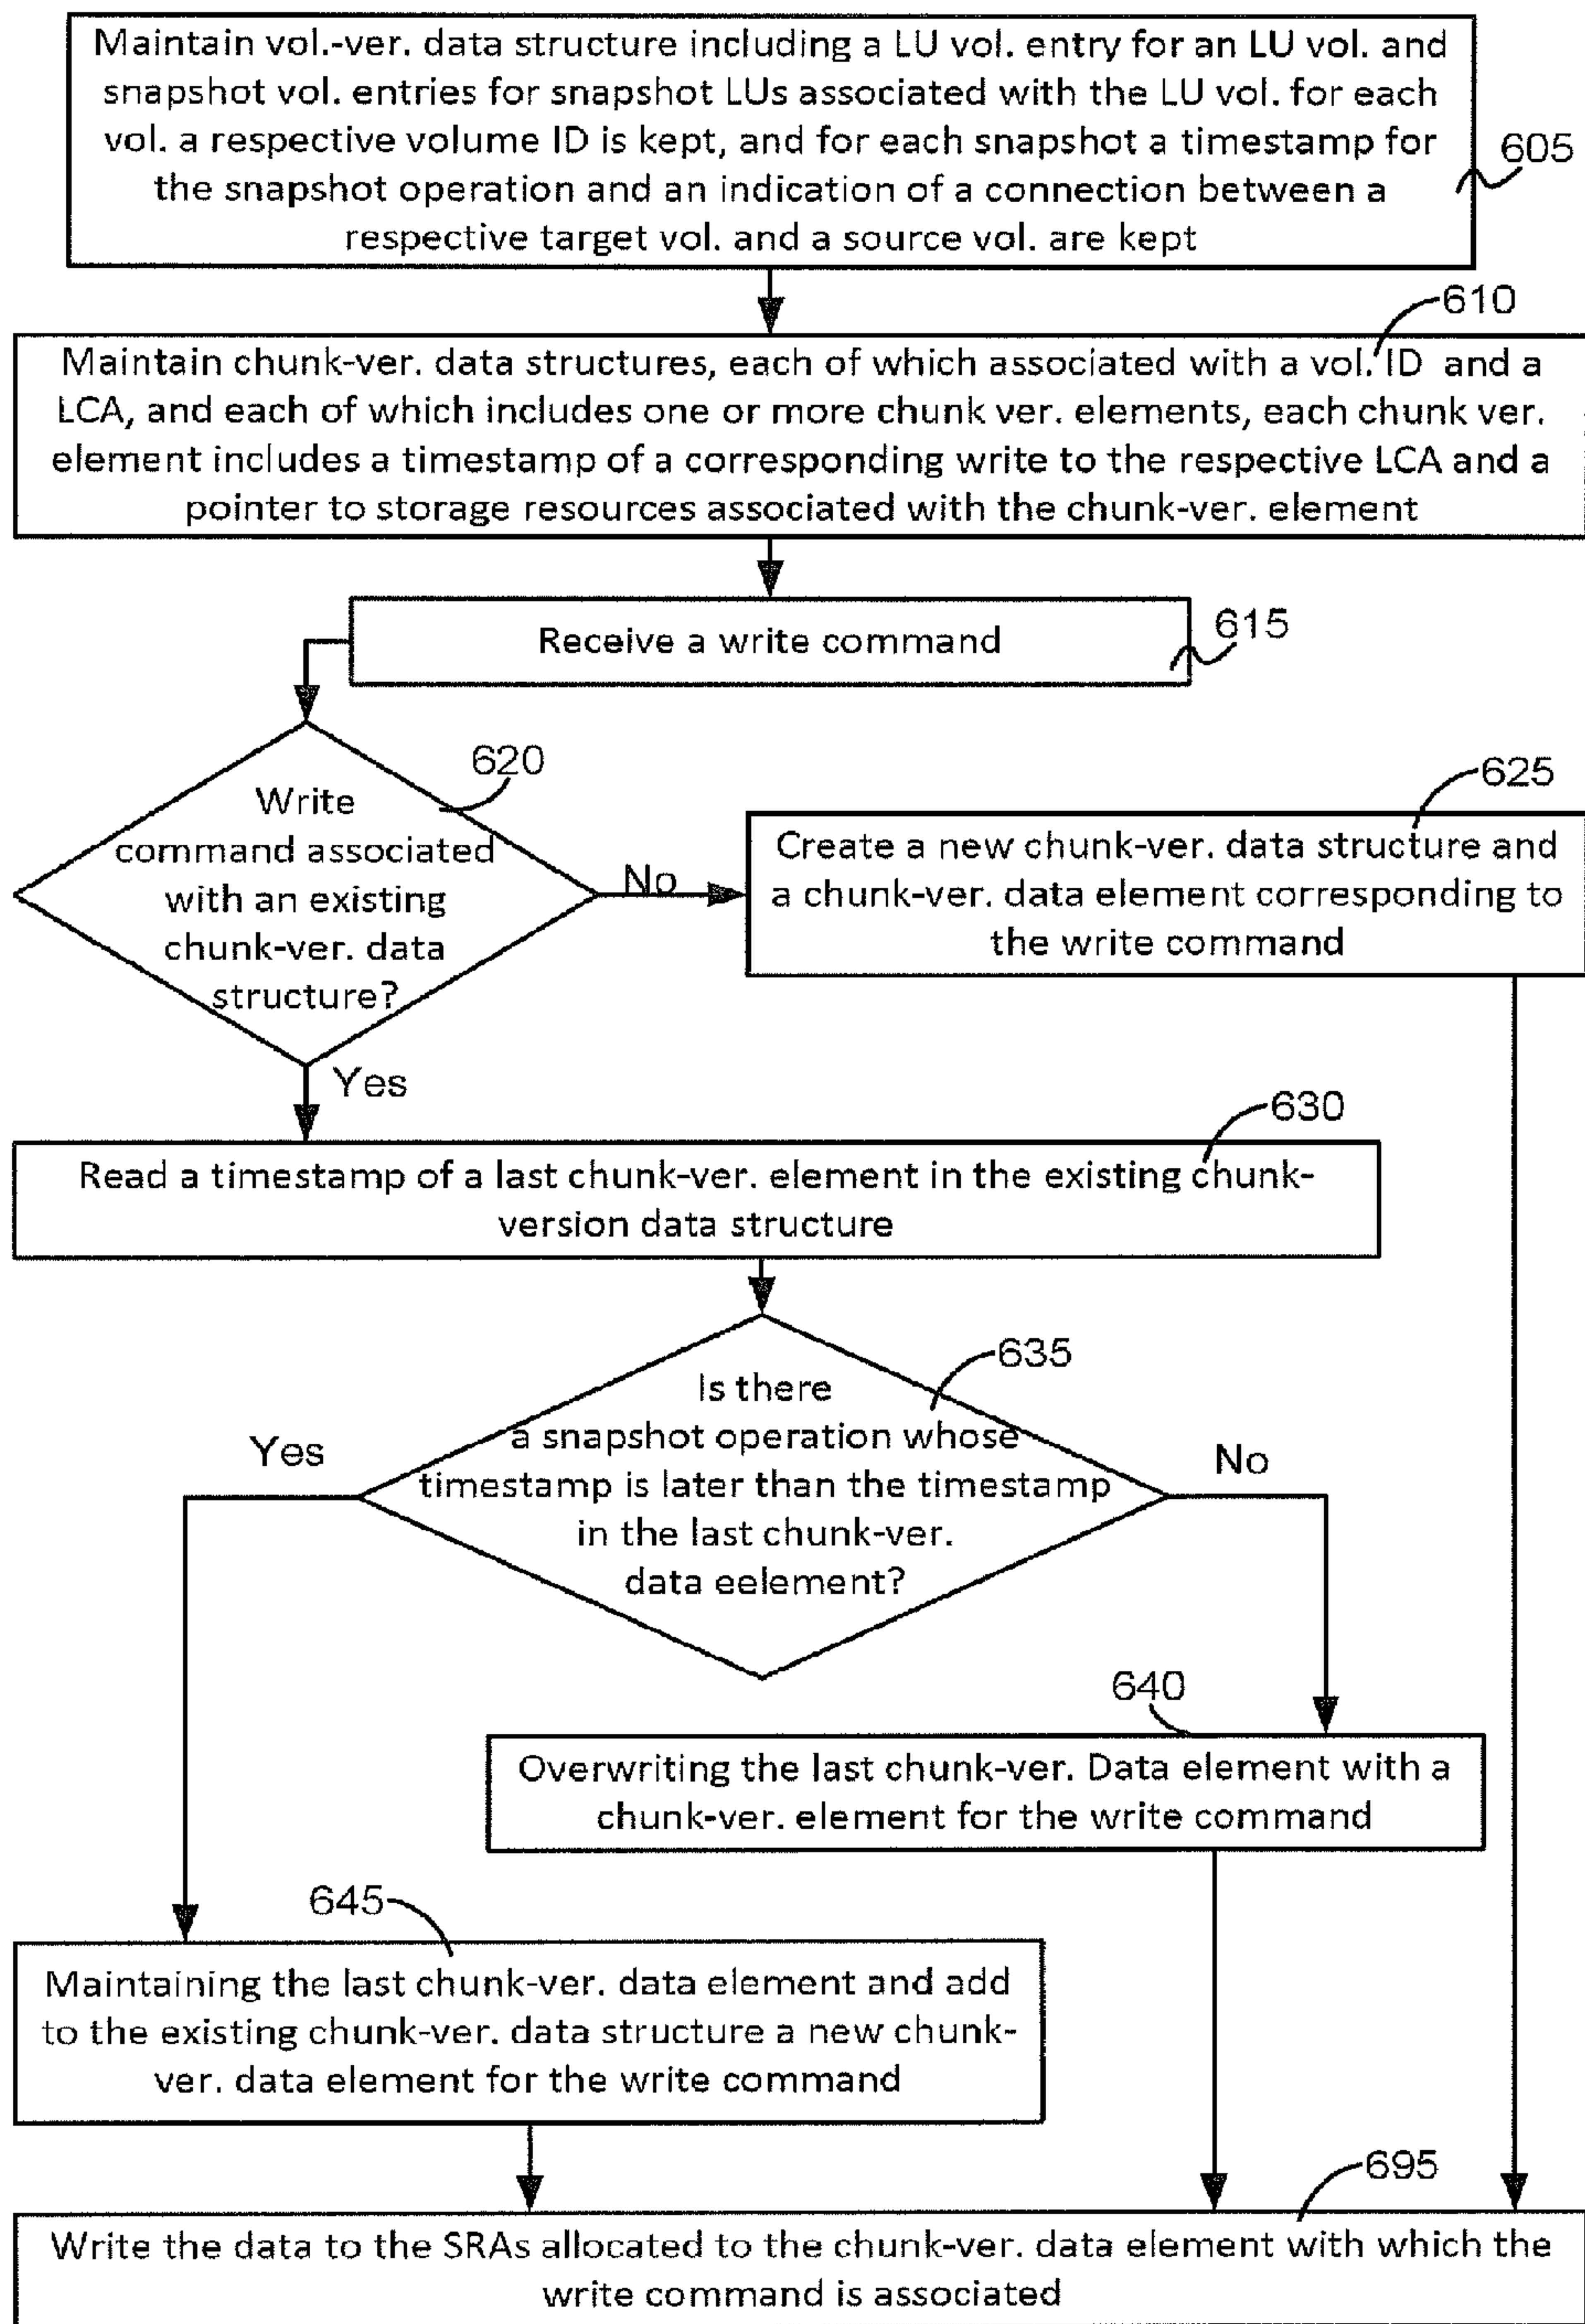 Maintain vol.-ver. data structure including a LU vol. entry for an LU vol. and
snapshot vol. entries for snapshot LUs associated with the LU vol. for each
vol. a respective volume ID is kept, and for each snapshot a timestamp for
the snapshot operation and an indication of a connection between a
respective target vol. and a source vol. are kept
605
610
Maintain chunk-ver. data structures, each of which associated with a vol. ID and a
LCA, and each of which includes one or more chunk ver. elements, each chunk ver.
element includes a timestamp of a corresponding write to the respective LCA and a
pointer to storage resources associated with the chunk-ver. element
Receive a write command
615
620
Write
command associated
with an existing
chunk-ver. data
structure?
No
625
Create a new chunk-ver. data structure and
a chunk-ver. data element corresponding to
the write command
Yes
630
Read a timestamp of a last chunk-ver. element in the existing chunk-
version data structure
635
Is there
a snapshot operation whose
timestamp is later than the timestamp
in the last chunk-ver.
data eelement?
Yes
No
640
Overwriting the last chunk-ver. Data element with a
chunk-ver. element for the write command
645
Maintaining the last chunk-ver. data element and add
to the existing chunk-ver. data structure a new chunk-
ver. data element for the write command
695
Write the data to the SRAs allocated to the chunk-ver. data element with which the
write command is associated